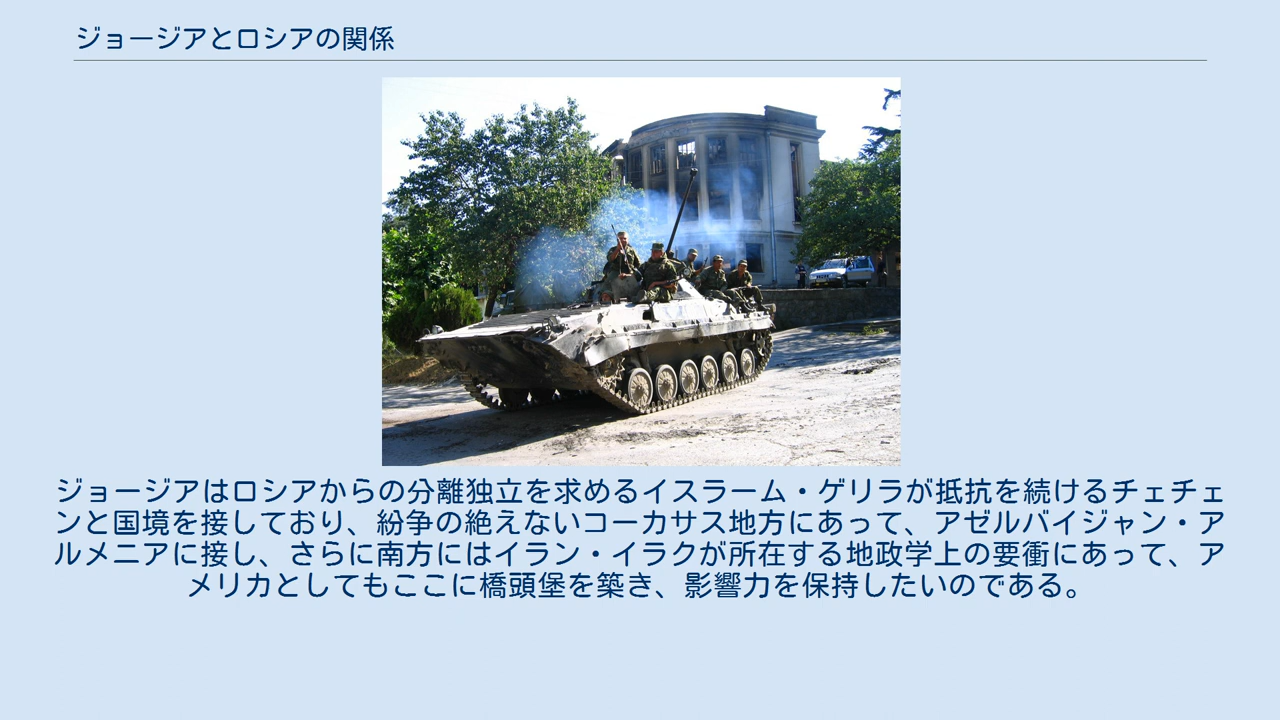 ジョージアとロシアの関係
ジョージアはロシアからの分離独立を求めるイスラーム・ゲリラが抵抗を続けるチェチェ
ンと国境を接しており、紛争の絶えないコーカサス地方にあって、アゼルバイジャン・ア
ルメニアに接し、さらに南方にはイラン・イラクが所在する地政学上の要衝にあって、ア
メリカとしてもここに橋頭堡を築き、影響力を保持したいのである。